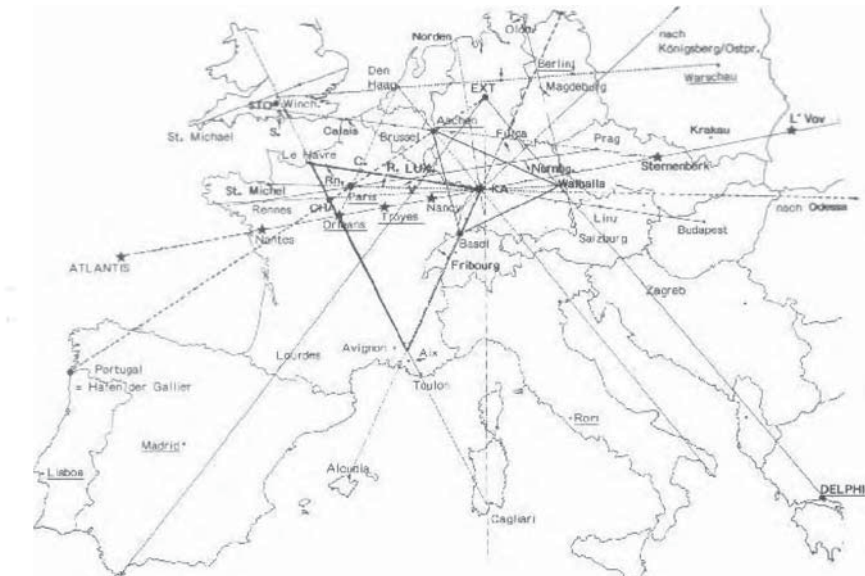 Norden
Oldb.
nach
Königsberg/Ostpr.
Den
Haag
Berlin
Warschau
EXT
Magdeburg
STO
Winch.
L'Vov
St. Michael
S.
Calais
Aachen
Brussel
Fulda
Prag
Krakau
Sternenberk
Le Havre
C.
R.
LUX.
Nürnbg.
Walhalla
St. Michel
Rn.
Paris
V
KA
Rennes
CHA
Nancy
nach Odessa
Orleans
Troyes
Linz
Budapest
Nantes
Basel
Salzburg
ATLANTIS
Fribourg
Zagreb
Avignon
Aix
Lourdes
Portugal
Toulon
= Hafen der Gallier
Rom
Madrid
Lisboa
Alcudia
DELPHI
Cagliari